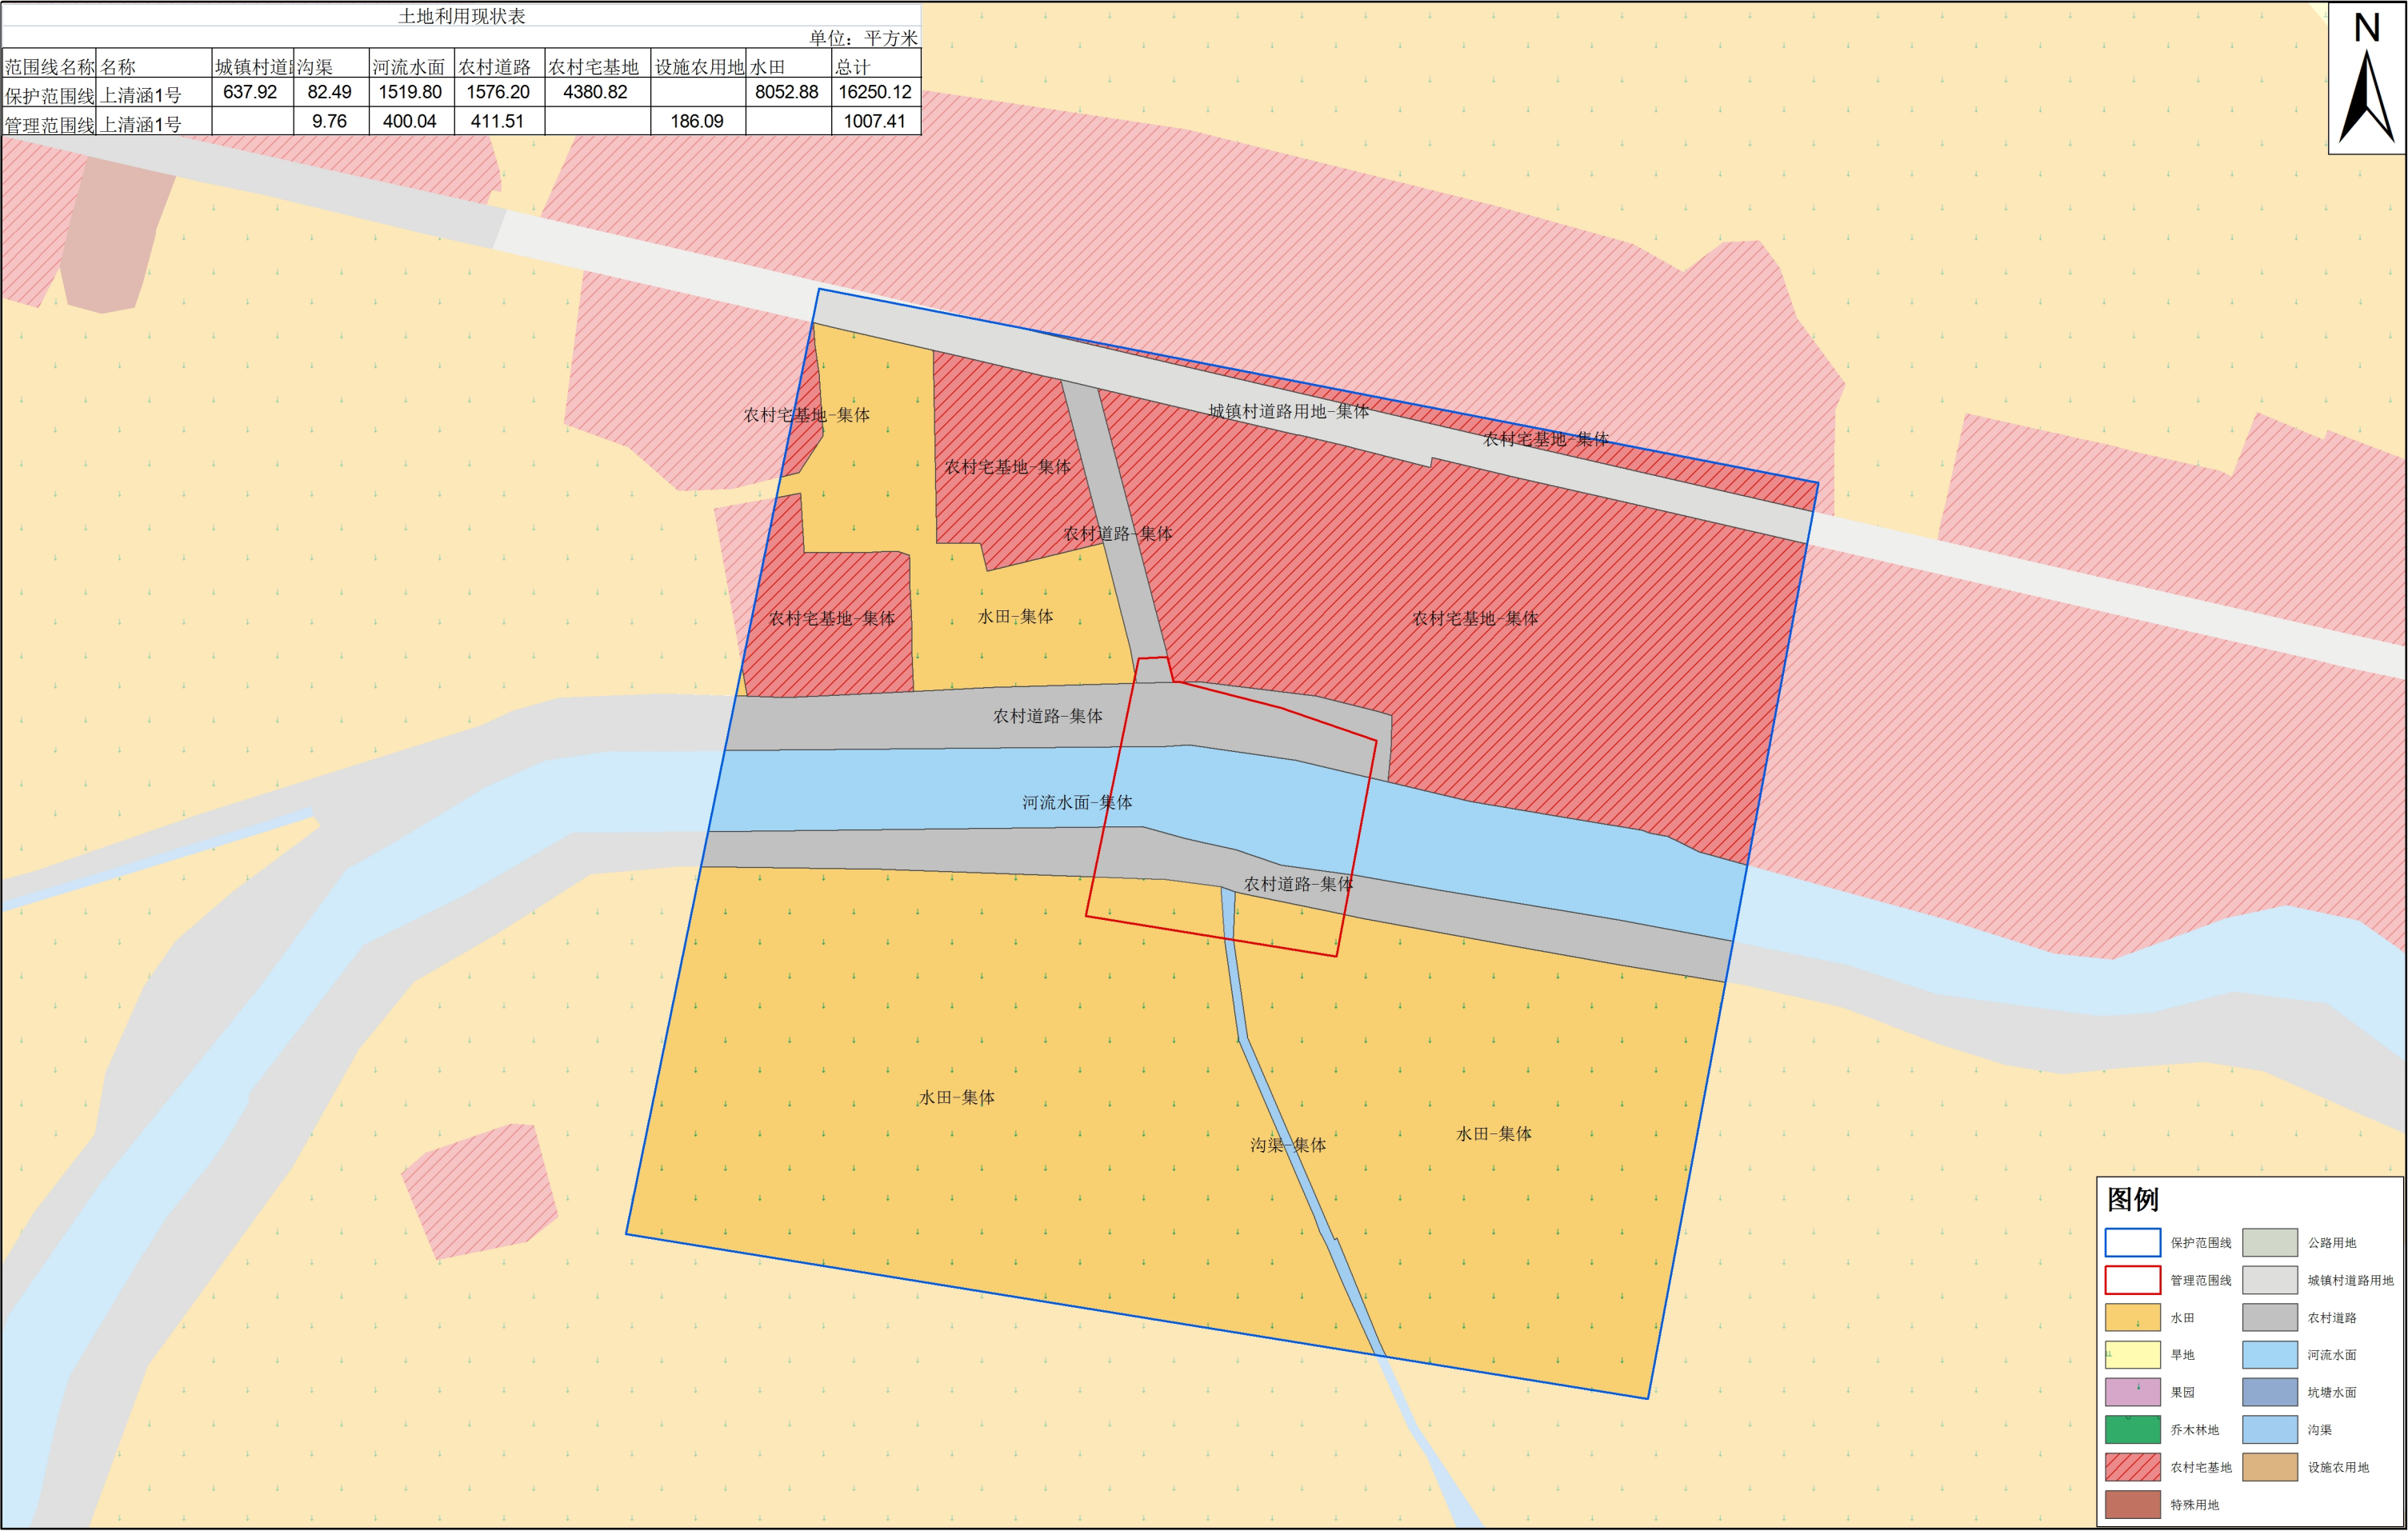 土地利用现状表
单位：平方米
范围线名称 名称 城镇村道路 沟渠 河流水面 农村道路 农村宅基地 设施农用地 水田 总计
保护范围线 上清涵1号 637.92 82.49 1519.80 1576.20 4380.82 8052.88 16250.12
管理范围线 上清涵1号 9.76 400.04 411.51 186.09 1007.41
N
城镇村道路用地-集体
农村宅基地-集体
农村宅基地-集体
农村宅基地-集体
农村道路-集体
农村宅基地-集体
水田-集体
农村宅基地-集体
农村道路-集体
河流水面-集体
农村道路-集体
水田-集体
沟渠-集体
水田-集体
图例
保护范围线 公路用地
管理范围线 城镇村道路用地
水田 农村道路
旱地 河流水面
果园 坑塘水面
乔木林地 沟渠
农村宅基地 设施农用地
特殊用地